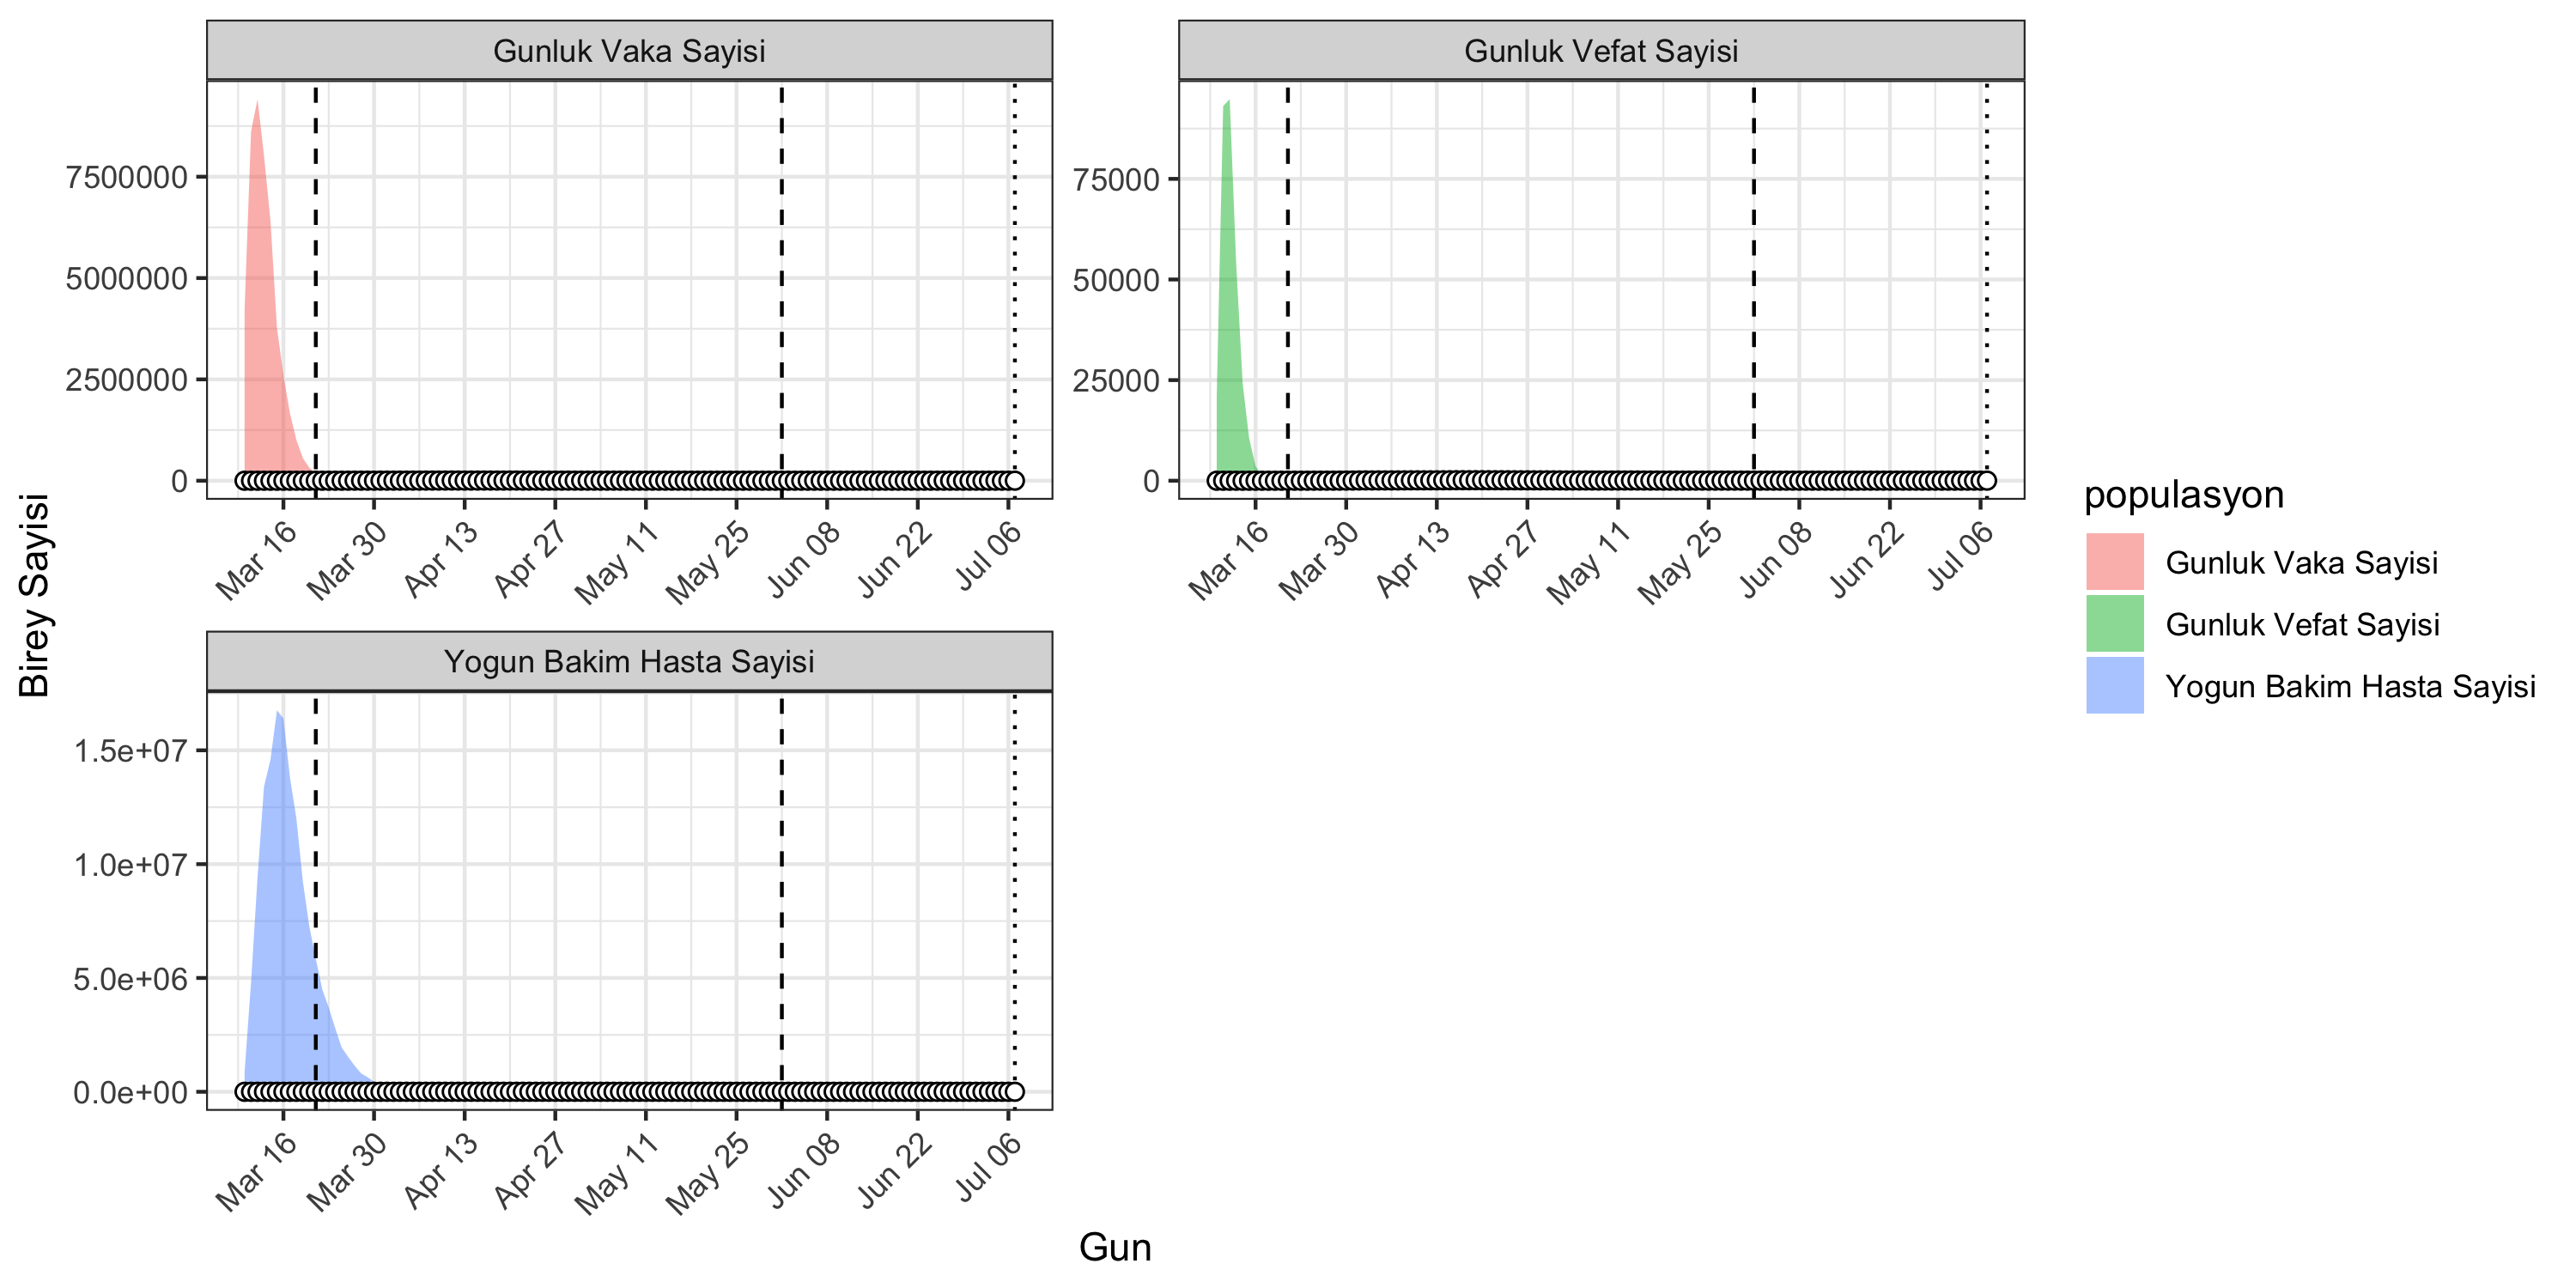 Gunluk Vaka Sayisi
Gunluk Vefat Sayisi
7500000
5000000
2500000
0
75000
50000
25000
0
Mar 16 Mar 30 Apr 13 Apr 27 May 11 May 25 Jun 08 Jun 22 Jul 06
Mar 16 Mar 30 Apr 13 Apr 27 May 11 May 25 Jun 08 Jun 22 Jul 06
Birey Sayisi
Yogun Bakim Hasta Sayisi
1.5e+07
1.0e+07
5.0e+06
0.0e+00
Mar 16 Mar 30 Apr 13 Apr 27 May 11 May 25 Jun 08 Jun 22 Jul 06
Gun
populasyon
Gunluk Vaka Sayisi
Gunluk Vefat Sayisi
Yogun Bakim Hasta Sayisi